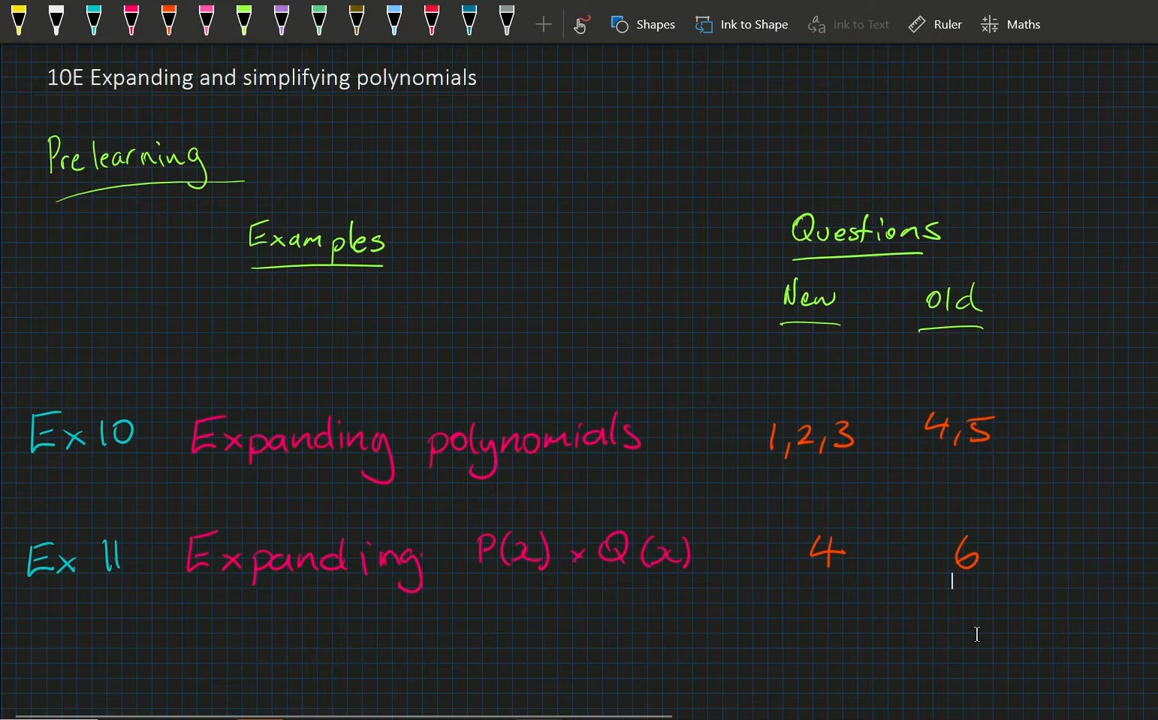 Shapes Ink to Shape Ink to Text Ruler Maths
10E Expanding and simplifying polynomials
Prelearning
Examples Questions
New Old
Ex 10 Expanding polynomials 1,2,3 4,5
Ex 11 Expanding P(x) × Q(x) 4 6